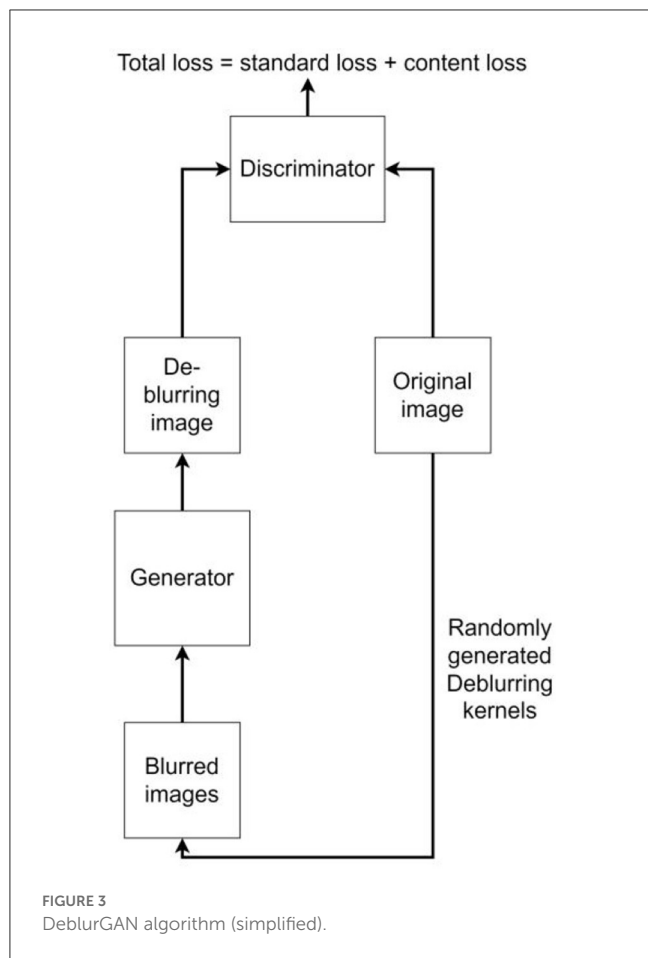 Total loss = standard loss + content loss
Discriminator
De-
blurring
image
Original
image
Generator
Randomly
generated
Deblurring
kernels
Blurred
images
FIGURE 3
DeblurGAN algorithm (simplified).